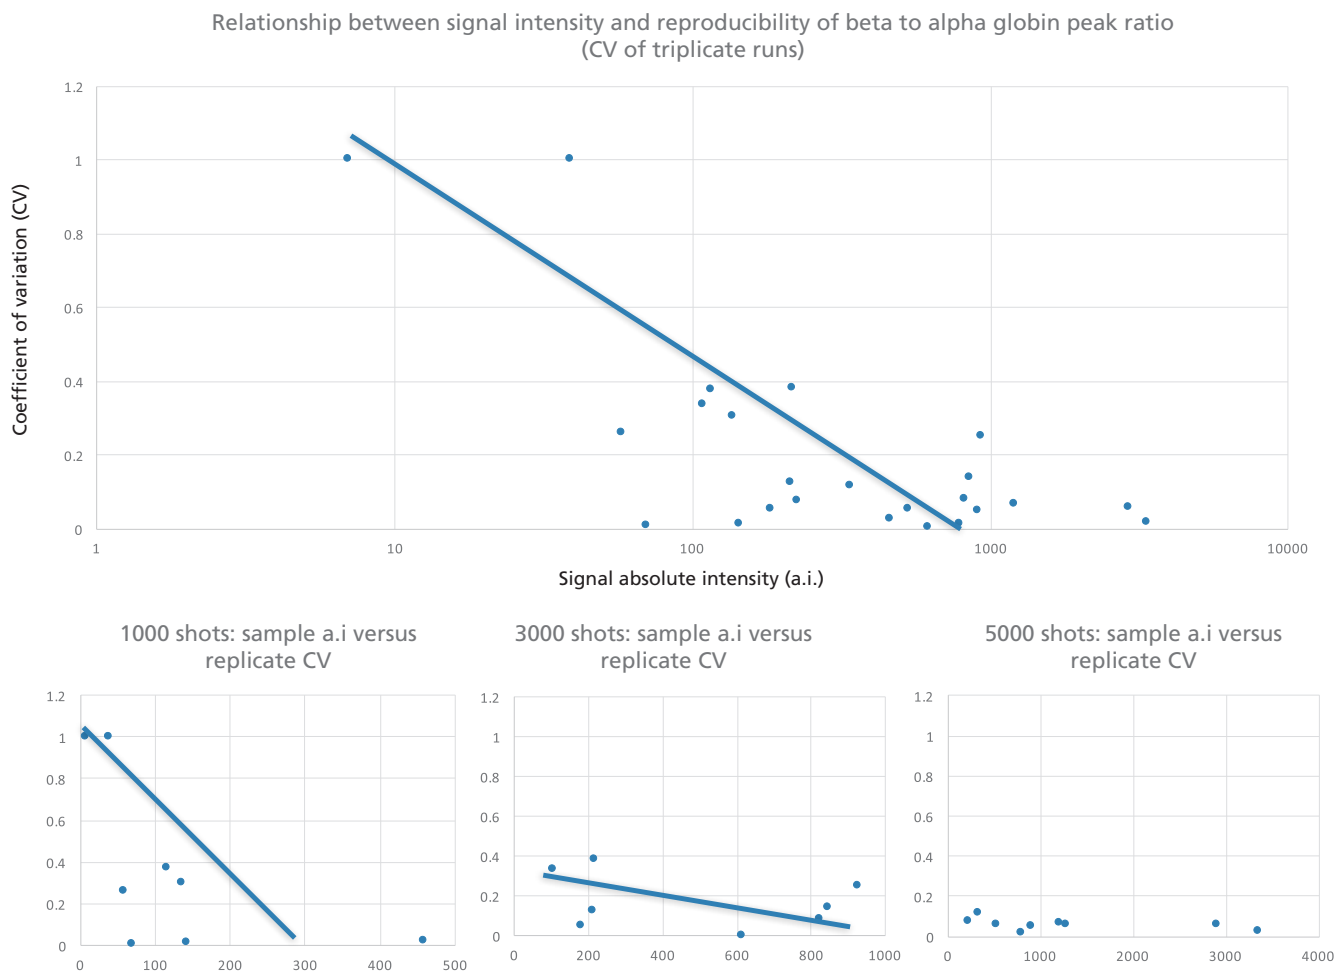 Relationship between signal intensity and reproducibility of beta to alpha globin peak ratio
(CV of triplicate runs)
Coefficient of variation (CV)
1.2
1
0.8
0.6
0.4
0.2
0
1 10 100 1000 10000
Signal absolute intensity (a.i.)
1000 shots: sample a.i versus
replicate CV
1.2
1
0.8
0.6
0.4
0.2
0
0 100 200 300 400 500
3000 shots: sample a.i versus
replicate CV
1.2
1
0.8
0.6
0.4
0.2
0
0 200 400 600 800 1000
5000 shots: sample a.i versus
replicate CV
1.2
1
0.8
0.6
0.4
0.2
0
0 1000 2000 3000 4000